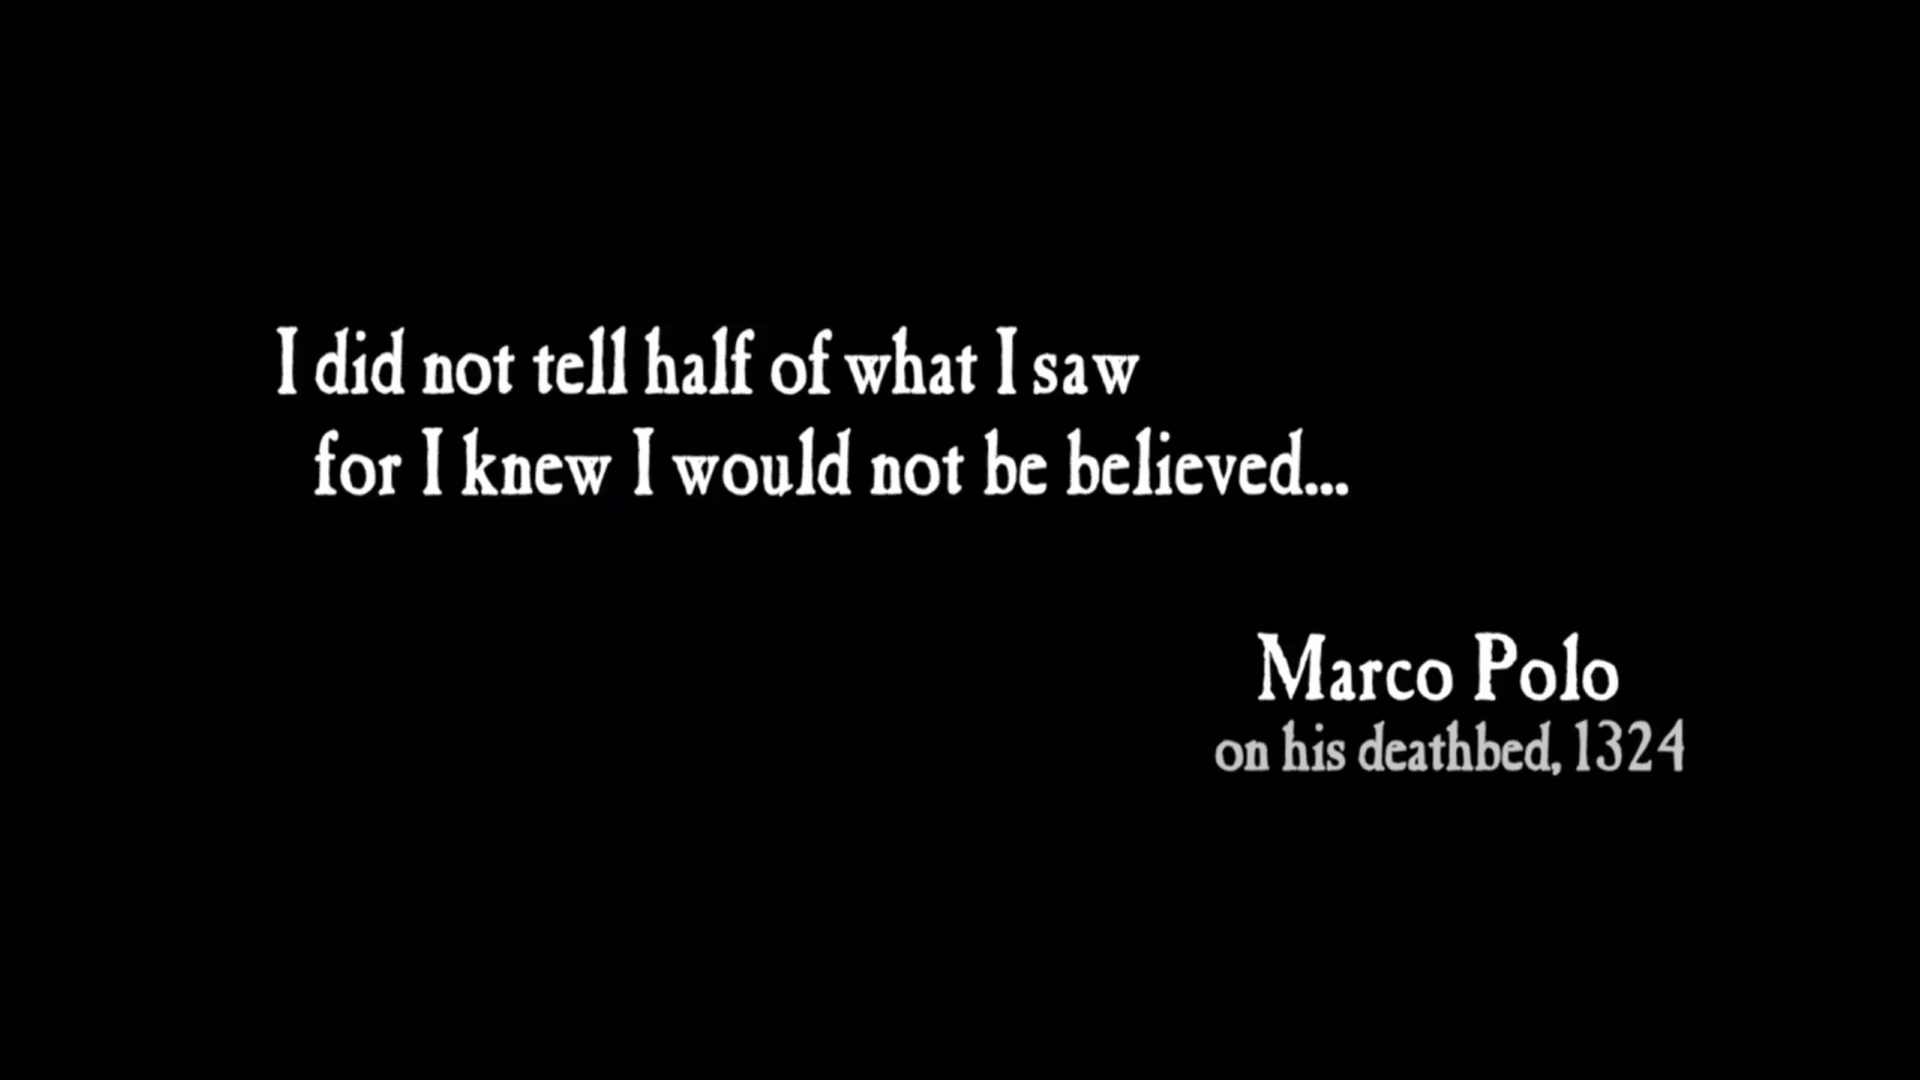 I did not tell half of what I saw
for I knew I would not be believed...
Marco Polo
on his deathbed, 1324